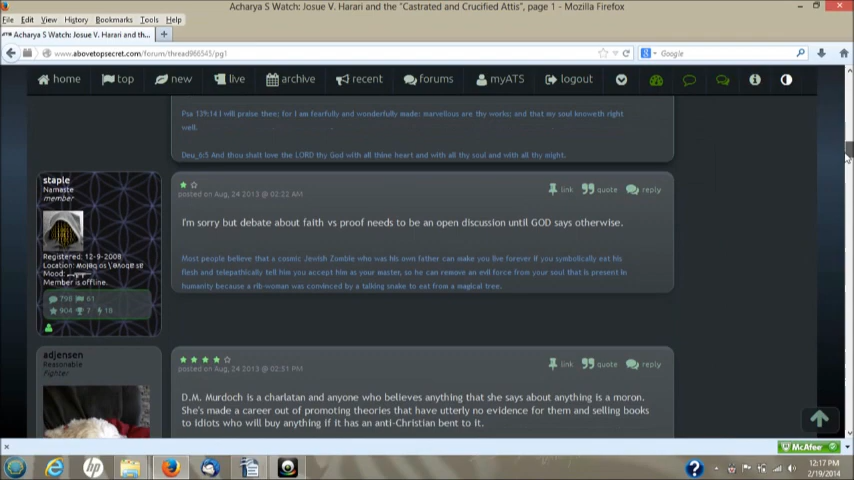 Acharya S Watch: Josue V. Harari and the "Castrated and Crucified Attis", page 1 - Mozilla Firefox
File Edit View History Bookmarks Tools Help
Acharya S Watch: Josue V. Harari and th...
www.abovetopsecret.com/forum/thread966545/pg1
Google
home top new live archive recent forums myATS logout
Psa 139:14 I will praise thee; for I am fearfully and wonderfully made: marvellous are thy works; and that my soul knoweth right
well.
Deu_6:5 And thou shalt love the LORD thy God with all thine heart and with all thy soul and with all thy might.
staple
Namaste
member
Registered: 12-9-2008
Location:
Mood:
Member is offline.
798 61
904 7 18
posted on Aug, 24 2013 @ 02:22 AM
link quote reply
I'm sorry but debate about faith vs proof needs to be an open discussion until GOD says otherwise.
Most people believe that a cosmic Jewish Zombie who was his own father can make you live forever if you symbolically eat his
flesh and telepathically tell him you accept him as your master, so he can remove an evil force from your soul that is present in
humanity because a rib-woman was convinced by a talking snake to eat from a magical tree.
adjensen
Reasonable
Fighter
posted on Aug, 24 2013 @ 02:51 PM
link quote reply
D.M. Murdoch is a charlatan and anyone who believes anything that she says about anything is a moron.
She's made a career out of promoting theories that have utterly no evidence for them and selling books
to idiots who will buy anything if it has an anti-Christian bent to it.
McAfee
12:17 PM
2/19/2014